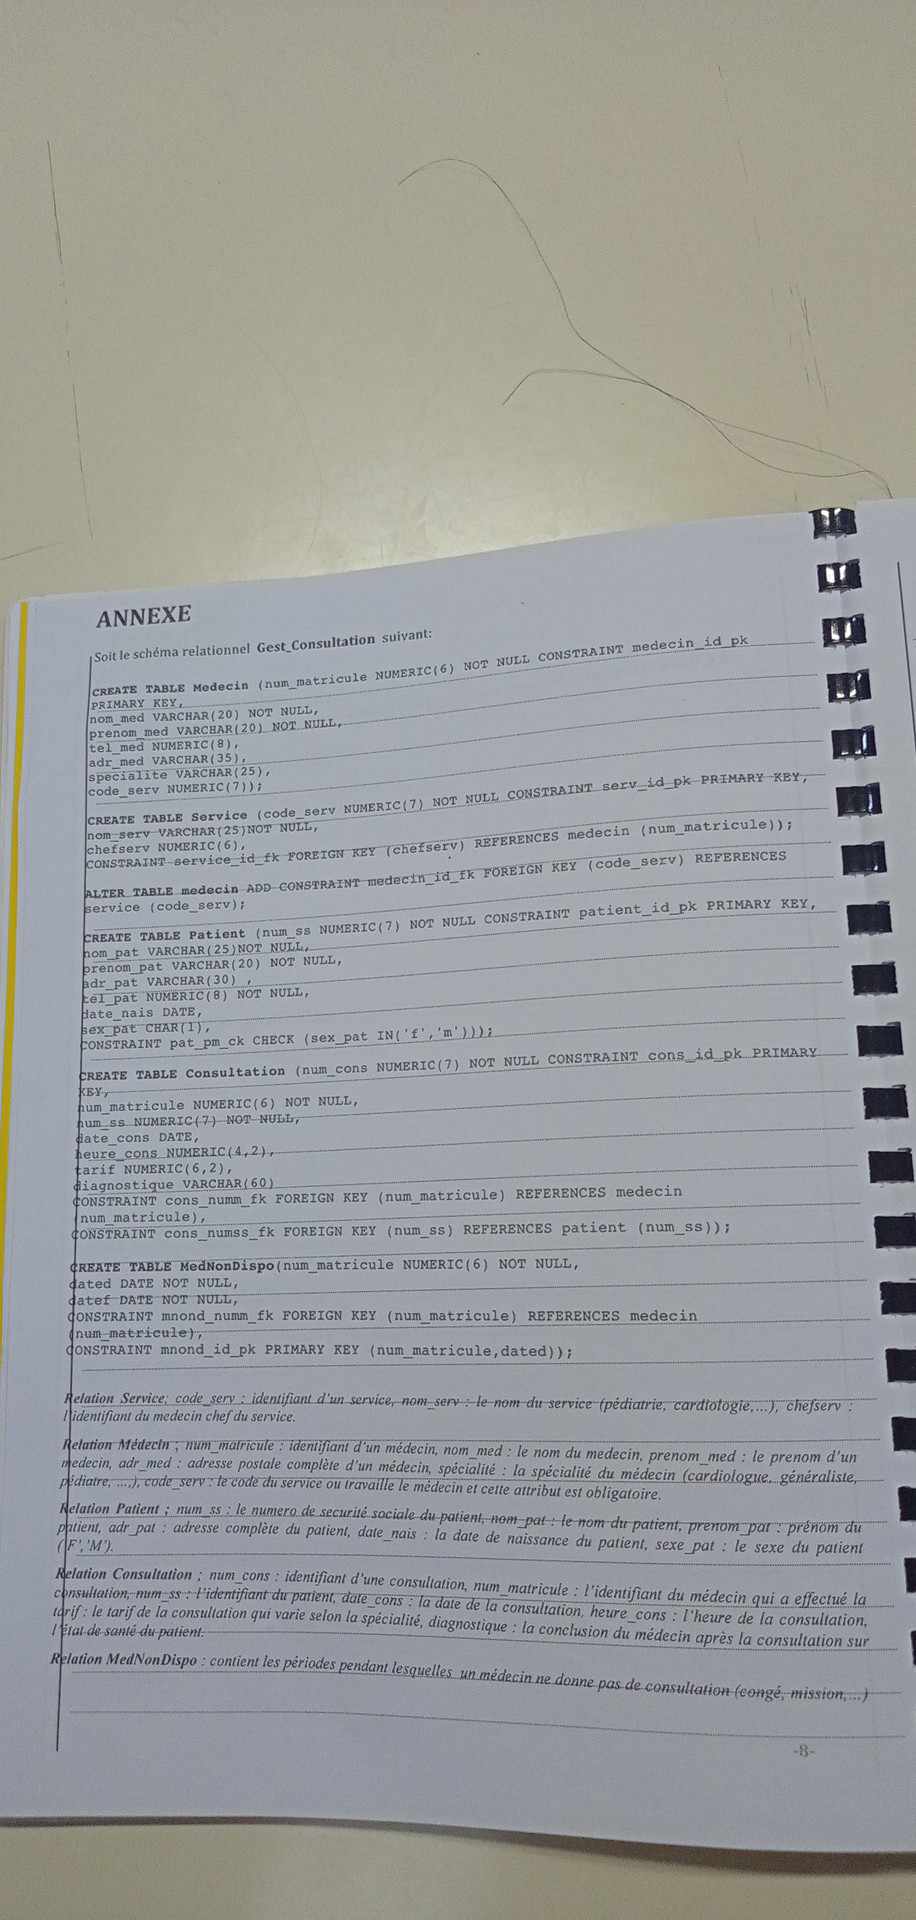 ANNEXE
Soit le schéma relationnel Gest_Consultation suivant:
CREATE TABLE Medecin (num_matricule NUMERIC(6) NOT NULL CONSTRAINT medecin_id_pk
PRIMARY KEY,
nom_med VARCHAR(20) NOT NULL,
prenom_med VARCHAR(20) NOT NULL,
tel_med NUMERIC(8),
adr_med VARCHAR(35),
specialite VARCHAR(25),
code_serv NUMERIC(7));
CREATE TABLE Service (code_serv NUMERIC(7) NOT NULL CONSTRAINT serv_id_pk PRIMARY KEY,
nom_serv VARCHAR(25)NOT NULL,
chefserv NUMERIC(6),
CONSTRAINT service_id_fk FOREIGN KEY (chefserv) REFERENCES medecin (num_matricule));
ALTER TABLE medecin ADD CONSTRAINT medecin_id_fk FOREIGN KEY (code_serv) REFERENCES
service (code_serv);
CREATE TABLE Patient (num_ss NUMERIC(7) NOT NULL CONSTRAINT patient_id_pk PRIMARY KEY,
nom_pat VARCHAR(25)NOT NULL,
prenom_pat VARCHAR(20) NOT NULL,
adr_pat VARCHAR(30) ,
tel_pat NUMERIC(8) NOT NULL,
date_nais DATE,
sex_pat CHAR(1),
CONSTRAINT pat_pm_ck CHECK (sex_pat IN('f','m')));
CREATE TABLE Consultation (num_cons NUMERIC(7) NOT NULL CONSTRAINT cons_id_pk PRIMARY
KEY,
num_matricule NUMERIC(6) NOT NULL,
num_ss NUMERIC(7) NOT NULL,
date_cons DATE,
heure_cons NUMERIC(4,2),
tarif NUMERIC(6,2),
diagnostique VARCHAR(60)
CONSTRAINT cons_numm_fk FOREIGN KEY (num_matricule) REFERENCES medecin
(num_matricule),
CONSTRAINT cons_numss_fk FOREIGN KEY (num_ss) REFERENCES patient (num_ss));
CREATE TABLE MedNonDispo(num_matricule NUMERIC(6) NOT NULL,
dated DATE NOT NULL,
datef DATE NOT NULL,
CONSTRAINT mnond_numm_fk FOREIGN KEY (num_matricule) REFERENCES medecin
(num_matricule),
CONSTRAINT mnond_id_pk PRIMARY KEY (num_matricule,dated));
Relation Service; code_serv : identifiant d'un service, nom_serv : le nom du service (pédiatrie, cardiologie,...), chefserv :
l'identifiant du medecin chef du service.
Relation Médecin ; num_matricule : identifiant d'un médecin, nom_med : le nom du medecin, prenom_med : le prenom d'un
medecin, adr_med : adresse postale complète d'un médecin, spécialité : la spécialité du médecin (cardiologue, généraliste,
pédiatre, ...,), code_serv : le code du service ou travaille le médecin et cette attribut est obligatoire.
Relation Patient ; num_ss : le numero de securité sociale du patient, nom_pat : le nom du patient, prenom_pat : prénom du
patient, adr_pat : adresse complète du patient, date_nais : la date de naissance du patient, sexe_pat : le sexe du patient
('F','M').
Relation Consultation ; num_cons : identifiant d'une consultation, num_matricule : l'identifiant du médecin qui a effectué la
consultation, num_ss : l'identifiant du patient, date_cons : la date de la consultation, heure_cons : l'heure de la consultation,
tarif : le tarif de la consultation qui varie selon la spécialité, diagnostique : la conclusion du médecin après la consultation sur
l'état de santé du patient.
Relation MedNonDispo : contient les périodes pendant lesquelles un médecin ne donne pas de consultation (congé, mission,...)
-8-